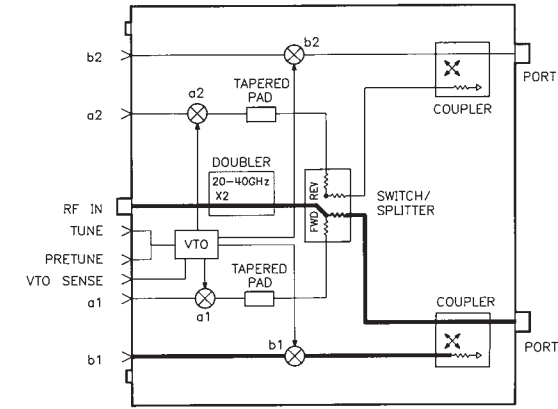 b2
b2
PORT
a2
a2
TAPERED
PAD
COUPLER
DOUBLER
20-40GHz
X2
REV
FWD
SWITCH/
SPLITTER
RF IN
TUNE
VTO
PRETUNE
VTO SENSE
TAPERED
PAD
a1
a1
COUPLER
b1
b1
PORT